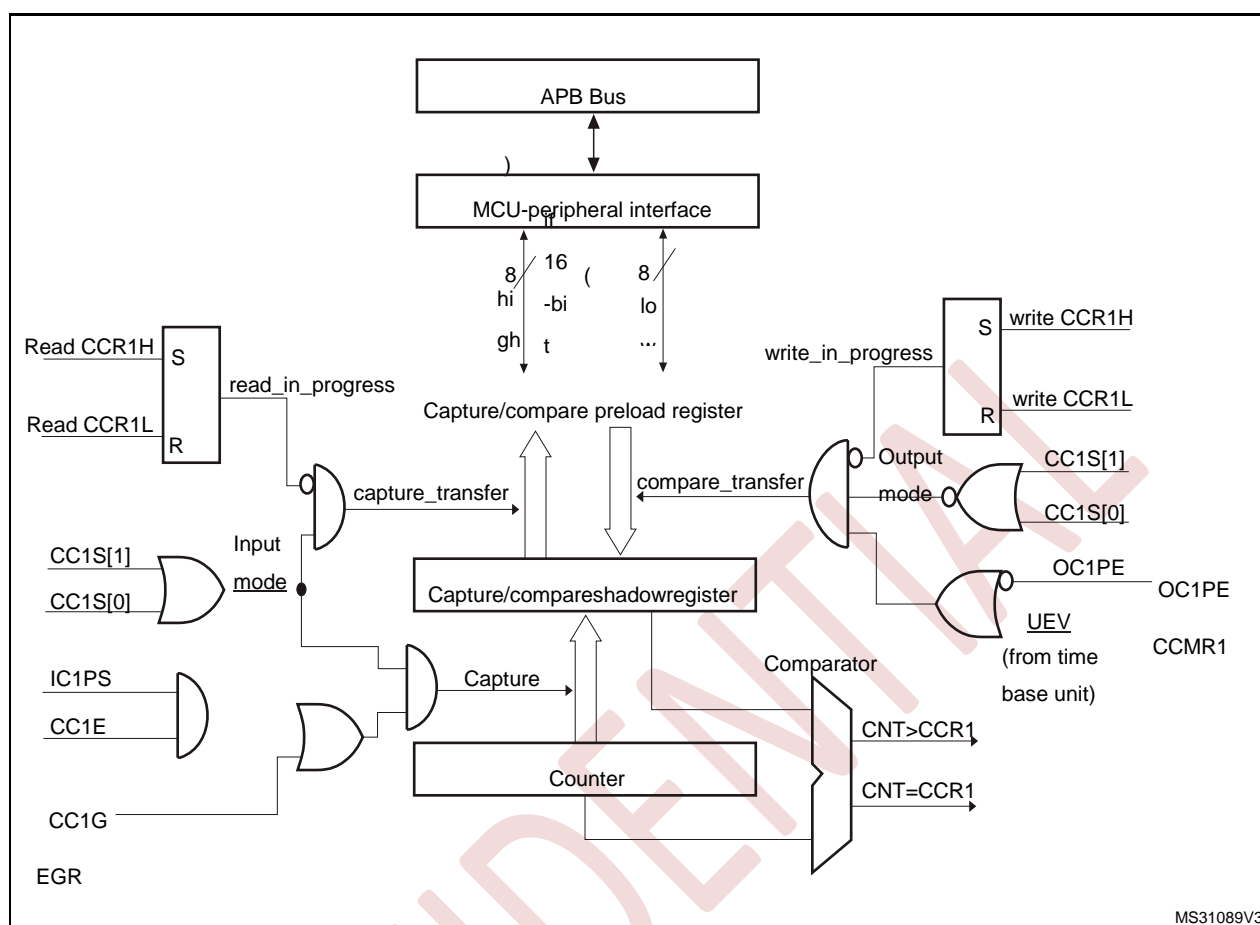 APB Bus
)
MCU-peripheral interface
if
8
16
(
8
hi
-bi
lo
gh
t
w
Read CCR1H
S
read_in_progress
Read CCR1L
R
S
write CCR1H
write_in_progress
R
write CCR1L
Capture/compare preload register
Output
mode
CC1S[1]
CC1S[0]
capture_transfer
compare_transfer
CC1S[1]
CC1S[0]
Input
mode
Capture/compareshadowregister
OC1PE
OC1PE
UEV
(from time
base unit)
CCMR1
IC1PS
CC1E
Capture
Comparator
CNT>CCR1
CNT=CCR1
Counter
CC1G
EGR
MS31089V3